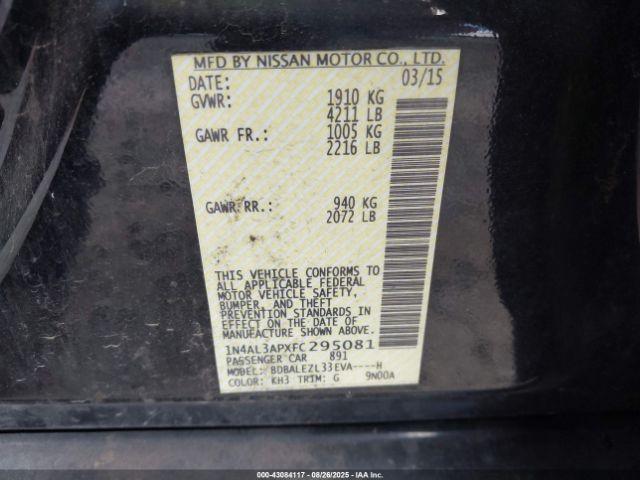 MFD BY NISSAN MOTOR CO., LTD.
DATE: 03/15
GVWR: 1910 KG
4211 LB
GAWR FR.: 1005 KG
2216 LB
GAWR RR.: 940 KG
2072 LB
THIS VEHICLE CONFORMS TO
ALL APPLICABLE FEDERAL
MOTOR VEHICLE SAFETY,
BUMPER, AND THEFT
PREVENTION STANDARDS IN
EFFECT ON THE DATE OF
MANUFACTURE SHOWN ABOVE.
1N4AL3APXFC295081
PASSENGER CAR 891
MODEL: BDBALEZL33EVA----H
COLOR: KH3 TRIM: G 9N00A
000-43084117 - 08/26/2025 - IAAI, Inc.